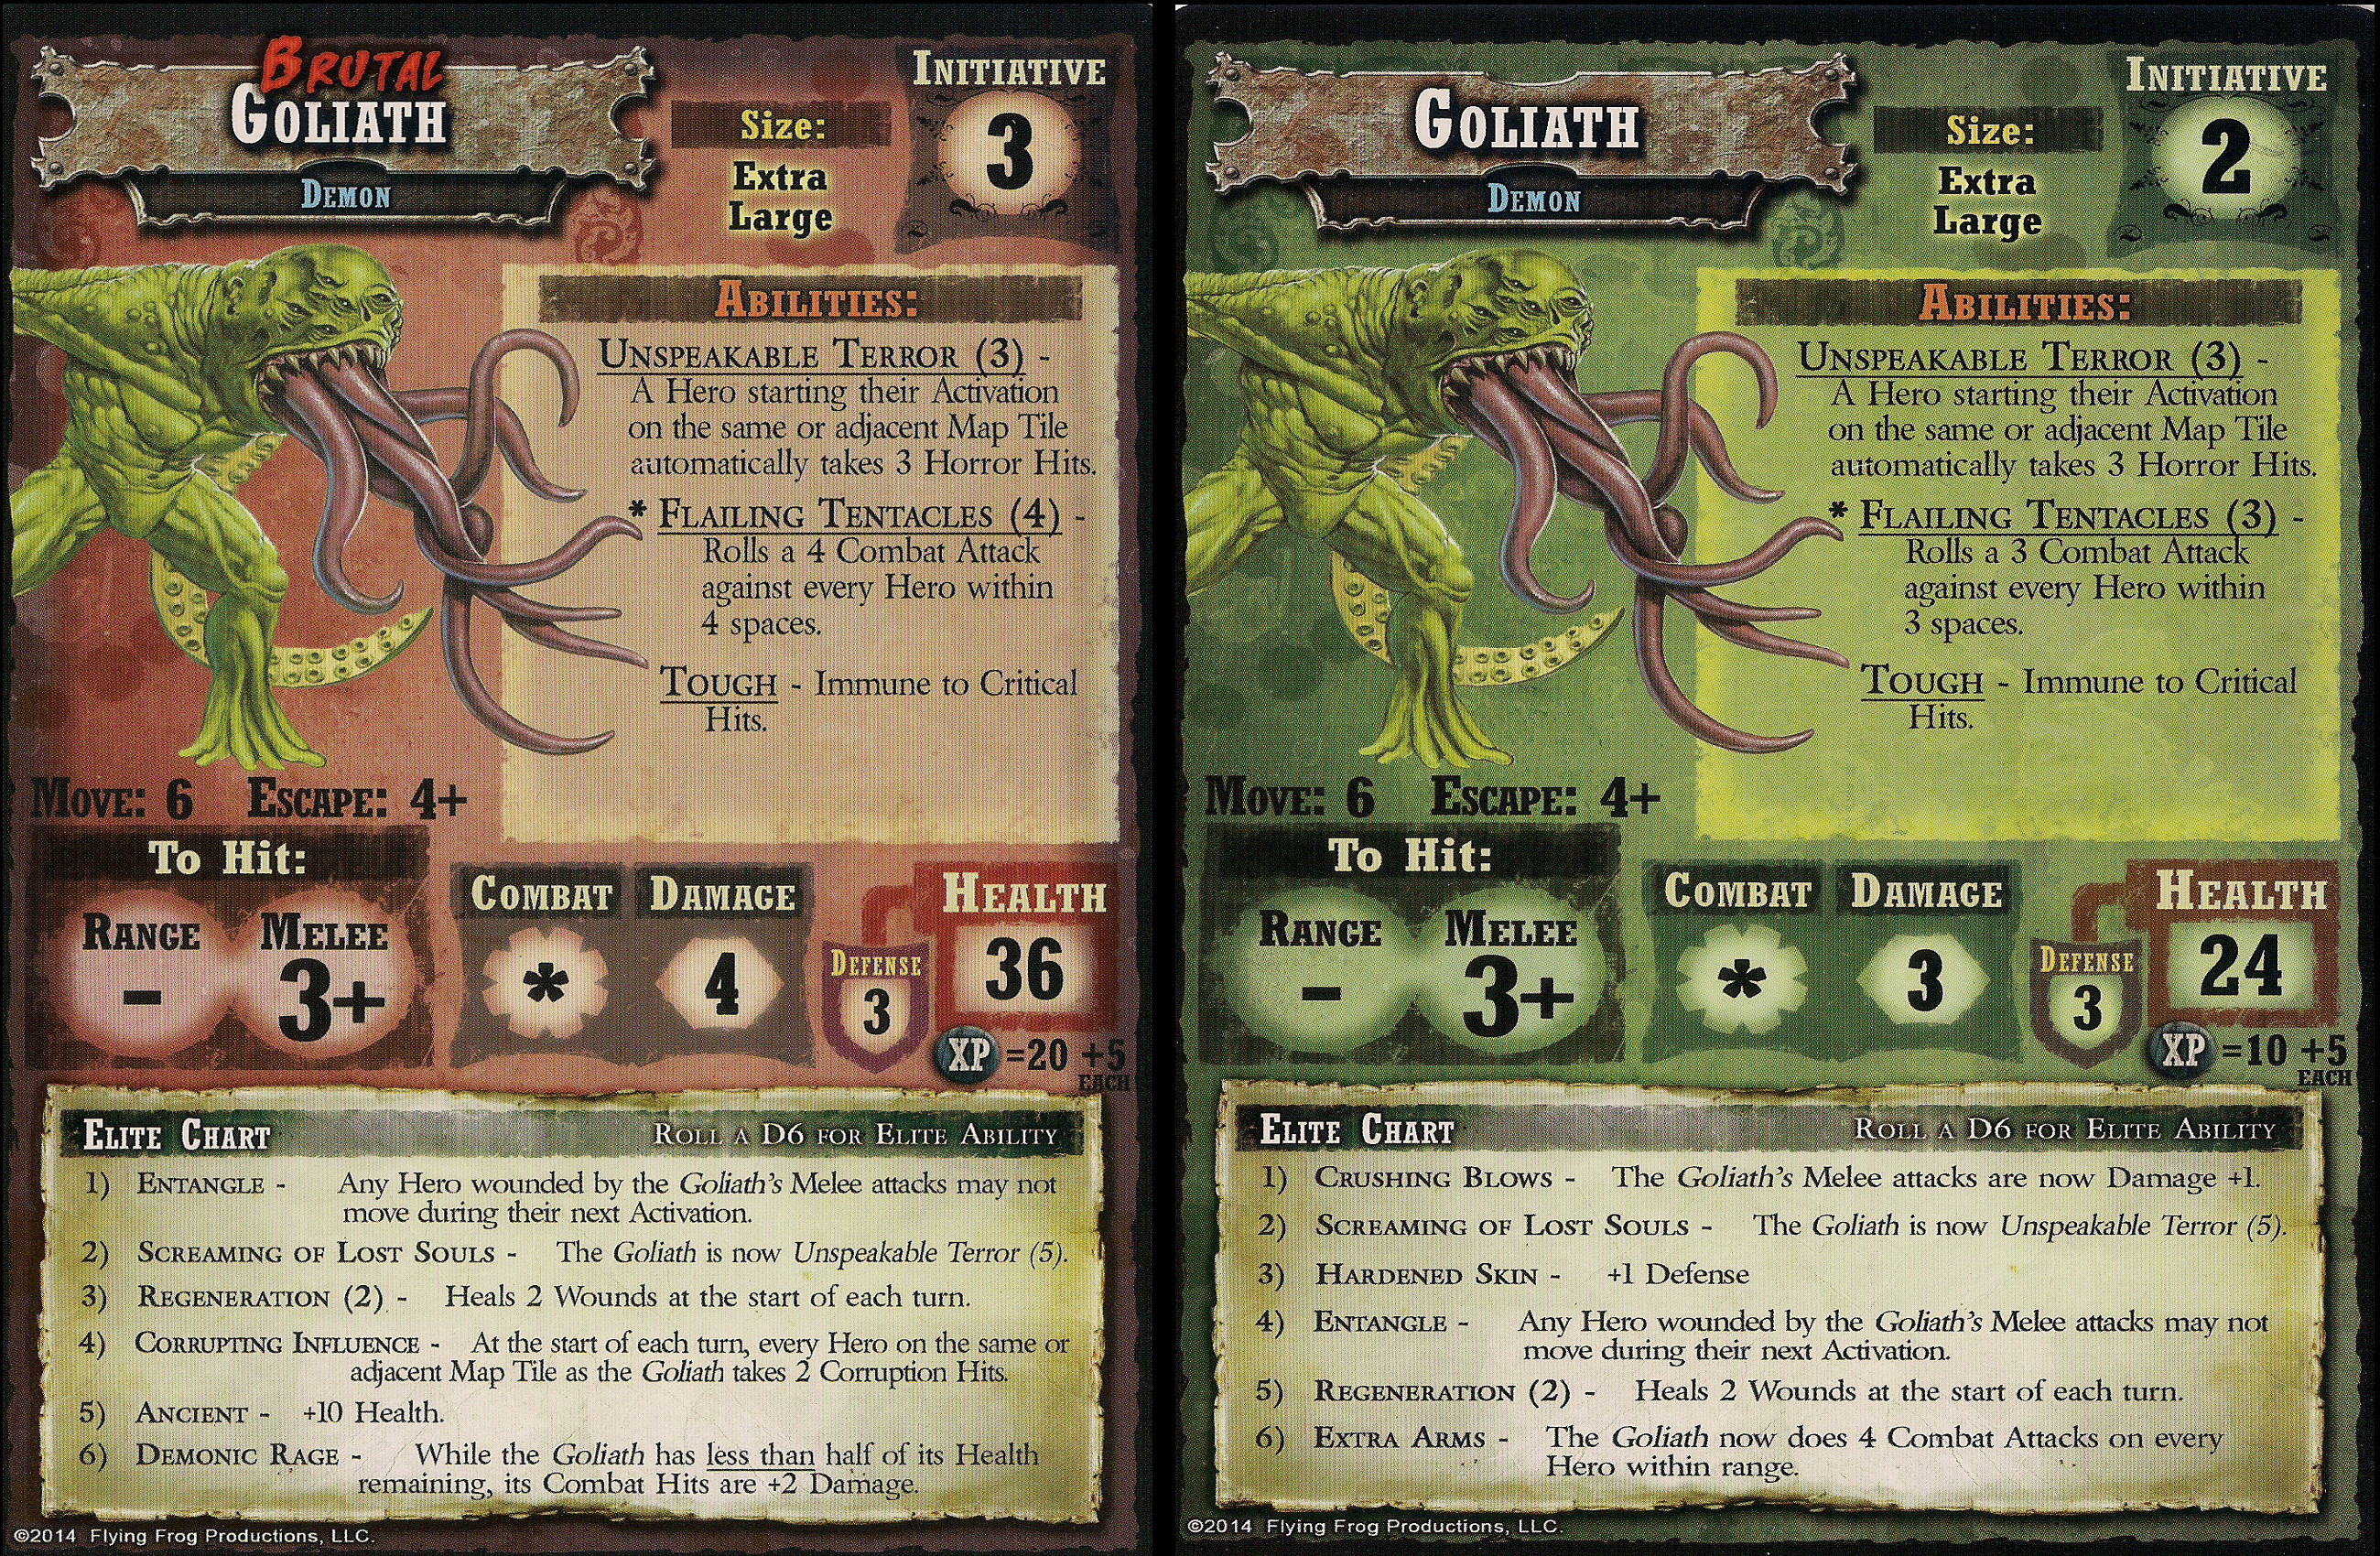 BRUTAL
GOLIATH
DEMON
Size:
Extra
Large
INITIATIVE
3
ABILITIES:
UNSPEAKABLE TERROR (3) -
A Hero starting their Activation
on the same or adjacent Map Tile
automatically takes 3 Horror Hits.
* FLAILING TENTACLES (4) -
Rolls a 4 Combat Attack
against every Hero within
4 spaces.
TOUGH - Immune to Critical
Hits.
MOVE: 6 ESCAPE: 4+
To Hit:
RANGE
-
MELEE
3+
COMBAT
*
DAMAGE
4
DEFENSE
3
HEALTH
36
XP =20 +5
EACH
ELITE CHART ROLL A D6 FOR ELITE ABILITY
1) ENTANGLE - Any Hero wounded by the Goliath's Melee attacks may not
move during their next Activation.
2) SCREAMING OF LOST SOULS - The Goliath is now Unspeakable Terror (5).
3) REGENERATION (2) - Heals 2 Wounds at the start of each turn.
4) CORRUPTING INFLUENCE - At the start of each turn, every Hero on the same or
adjacent Map Tile as the Goliath takes 2 Corruption Hits.
5) ANCIENT - +10 Health.
6) DEMONIC RAGE - While the Goliath has less than half of its Health
remaining, its Combat Hits are +2 Damage.
©2014 Flying Frog Productions, LLC.
GOLIATH
DEMON
Size:
Extra
Large
INITIATIVE
2
ABILITIES:
UNSPEAKABLE TERROR (3) -
A Hero starting their Activation
on the same or adjacent Map Tile
automatically takes 3 Horror Hits.
* FLAILING TENTACLES (3) -
Rolls a 3 Combat Attack
against every Hero within
3 spaces.
TOUGH - Immune to Critical
Hits.
MOVE: 6 ESCAPE: 4+
To Hit:
RANGE
-
MELEE
3+
COMBAT
*
DAMAGE
3
DEFENSE
3
HEALTH
24
XP =10 +5
EACH
ELITE CHART ROLL A D6 FOR ELITE ABILITY
1) CRUSHING BLOWS - The Goliath's Melee attacks are now Damage +1.
2) SCREAMING OF LOST SOULS - The Goliath is now Unspeakable Terror (5).
3) HARDENED SKIN - +1 Defense
4) ENTANGLE - Any Hero wounded by the Goliath's Melee attacks may not
move during their next Activation.
5) REGENERATION (2) - Heals 2 Wounds at the start of each turn.
6) EXTRA ARMS - The Goliath now does 4 Combat Attacks on every
Hero within range.
©2014 Flying Frog Productions, LLC.